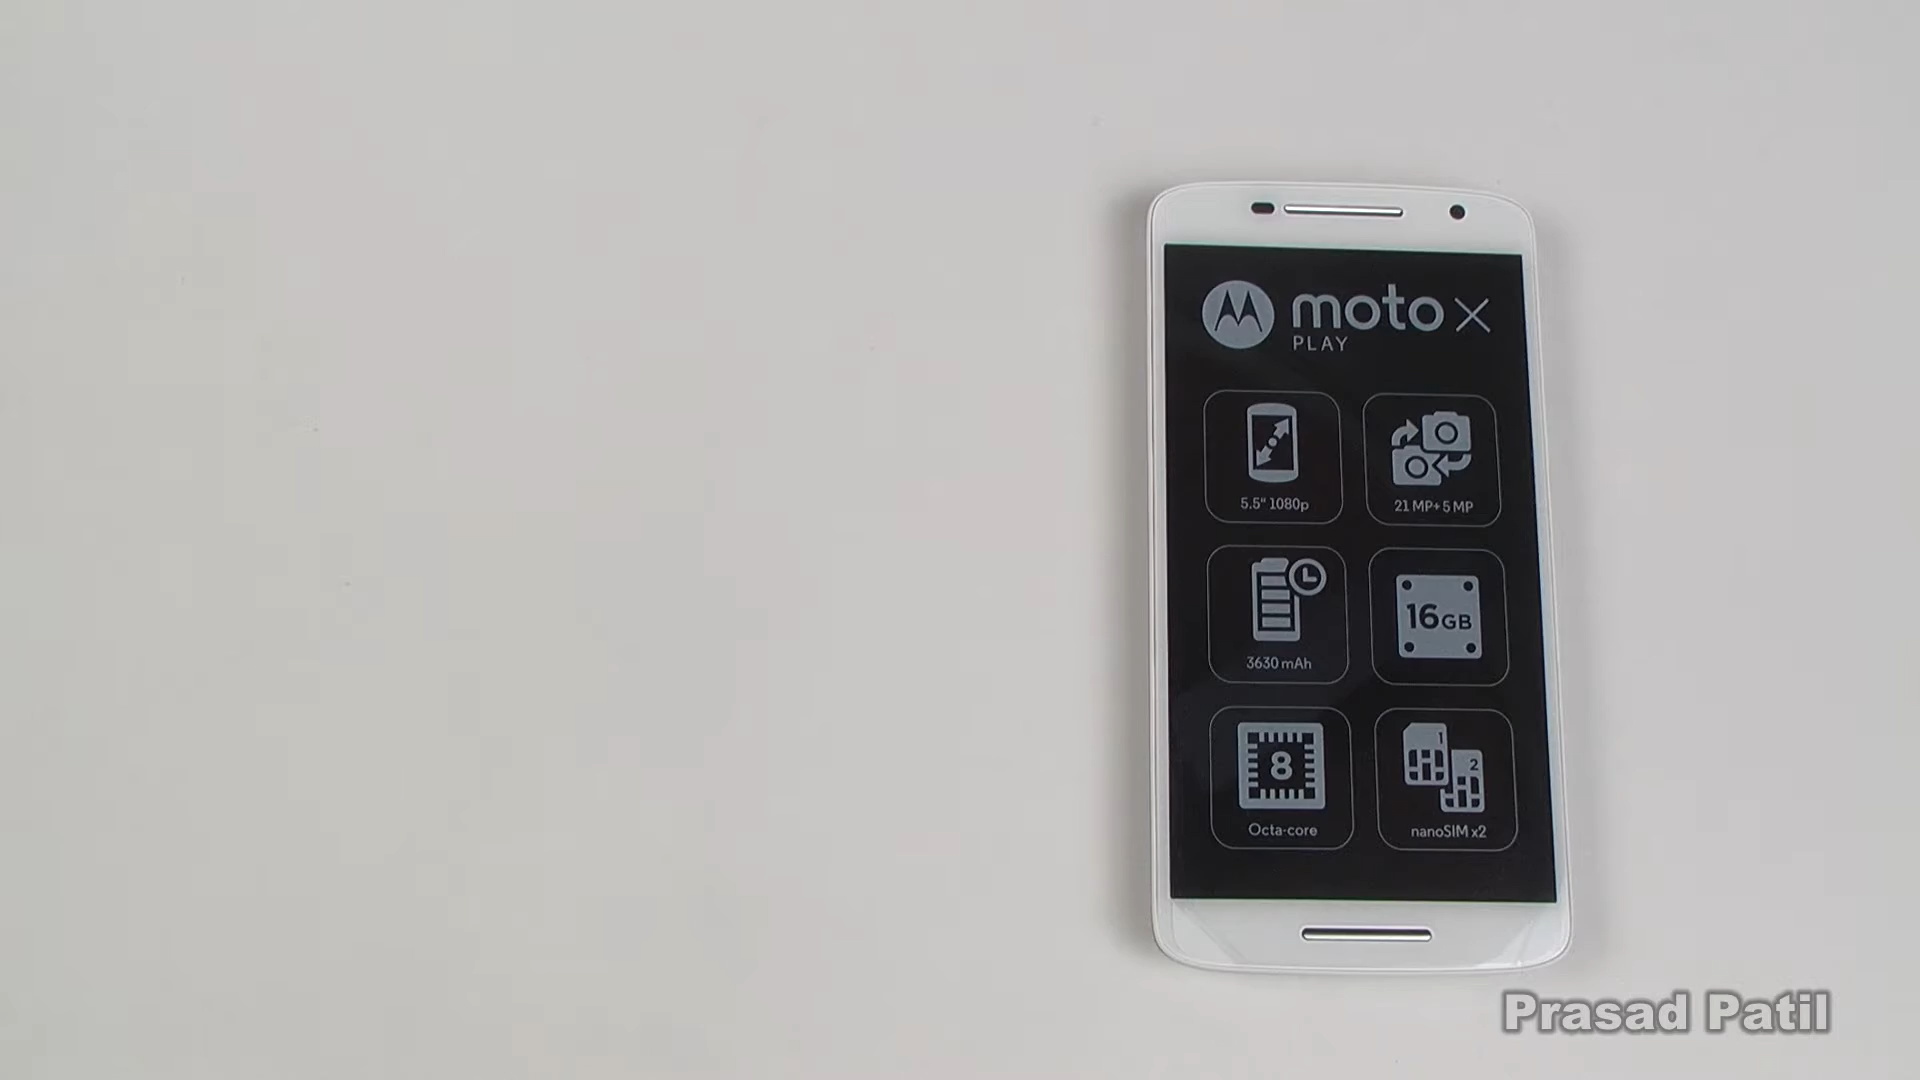 moto X
PLAY
5.5" 1080p
21 MP+5 MP
3630 mAh
16GB
8
Octa-core
1
2
nanoSIM x2
Prasad Patil